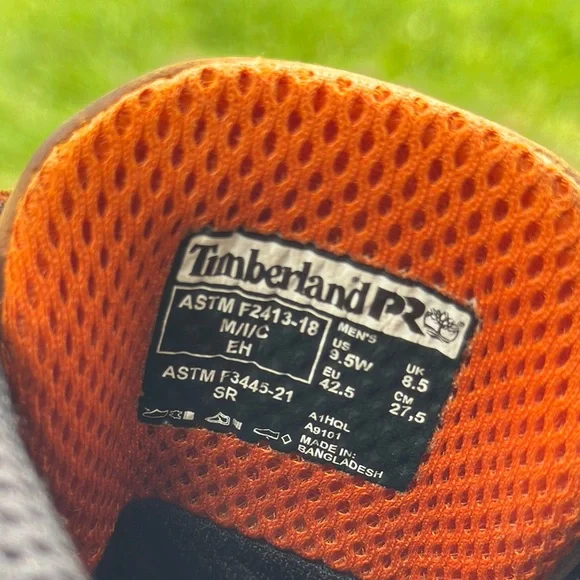 Timberland PRO
ASTM F2413-18
M/I/C
EH
ASTM F3445-21
SR
MEN'S
US
9.5W
EU
42.5
UK
8.5
CM
27,5
A1HQL
A9101
MADE IN:
BANGLADESH